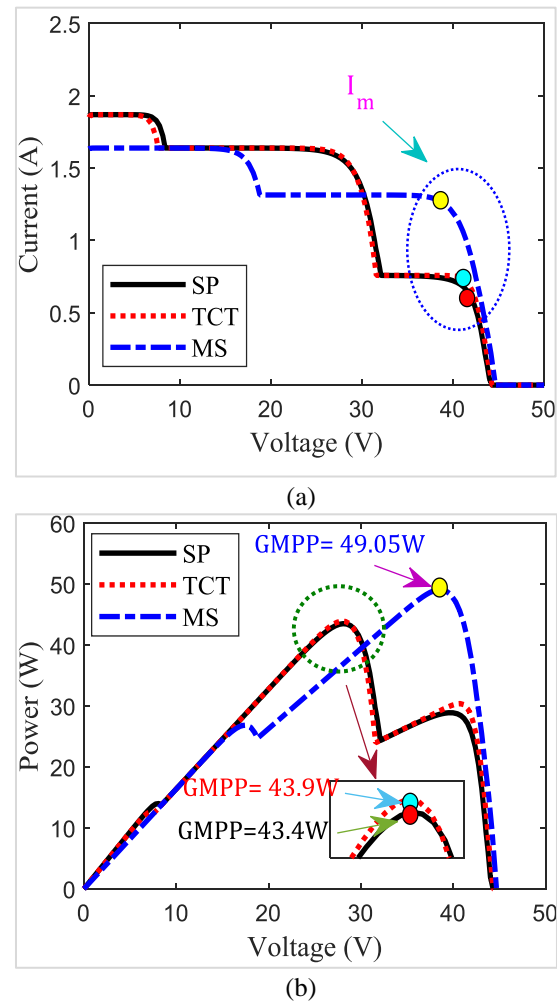 2.5
2
1.5
1
0.5
0
Current (A)
I_m
SP
TCT
MS
0 10 20 30 40 50
Voltage (V)
(a)
60
50
40
30
20
10
0
Power (W)
SP
TCT
MS
GMPP= 49.05W
GMPP= 43.9W
GMPP=43.4W
0 10 20 30 40 50
Voltage (V)
(b)